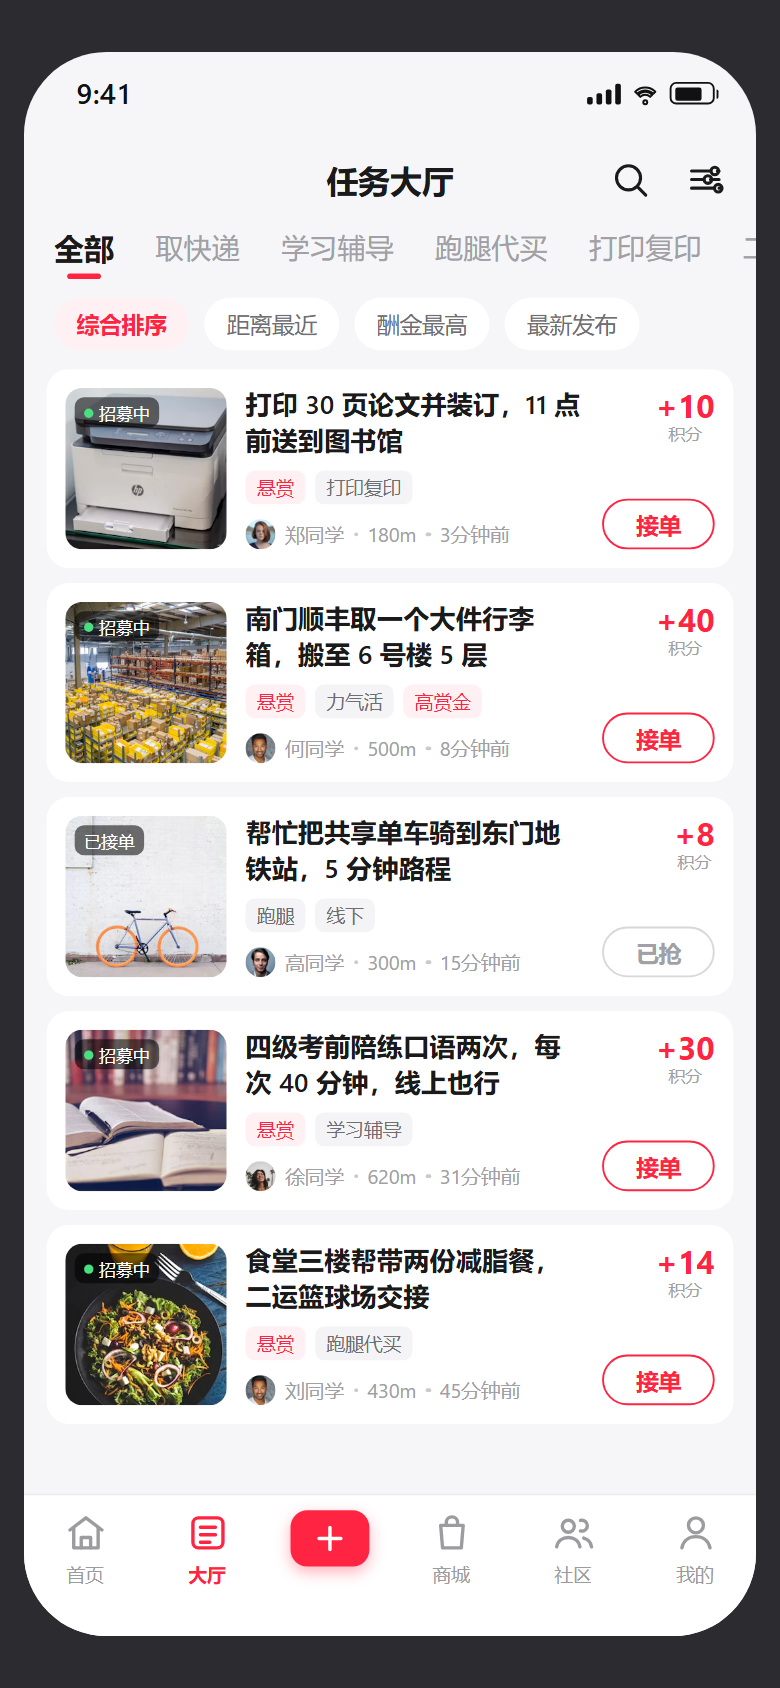 9:41
任务大厅
全部 取快递 学习辅导 跑腿代买 打印复印
综合排序 距离最近 酬金最高 最新发布
招募中
hp
打印 30 页论文并装订，11 点
前送到图书馆
+10
积分
悬赏 打印复印
郑同学 · 180m · 3分钟前
接单
招募中
南门顺丰取一个大件行李
箱，搬至 6 号楼 5 层
+40
积分
悬赏 力气活 高赏金
何同学 · 500m · 8分钟前
接单
已接单
帮忙把共享单车骑到东门地
铁站，5 分钟路程
+8
积分
跑腿 线下
高同学 · 300m · 15分钟前
已抢
招募中
四级考前陪练口语两次，每
次 40 分钟，线上也行
+30
积分
悬赏 学习辅导
徐同学 · 620m · 31分钟前
接单
招募中
食堂三楼帮带两份减脂餐，
二运篮球场交接
+14
积分
悬赏 跑腿代买
刘同学 · 430m · 45分钟前
接单
首页 大厅 商城 社区 我的